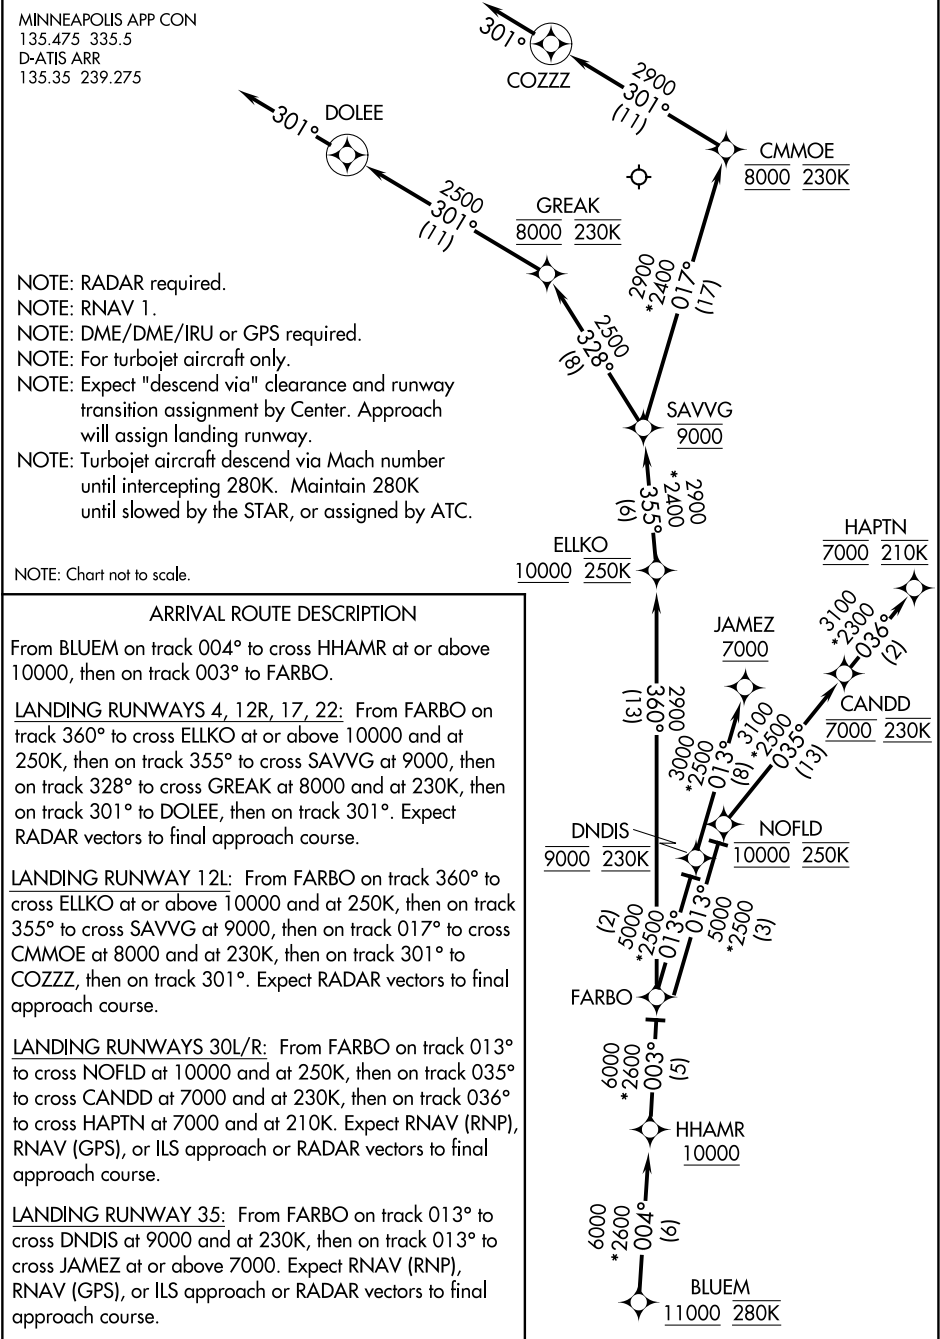 MINNEAPOLIS APP CON
135.475 335.5
D-ATIS ARR
135.35 239.275
301°
COZZZ
2900
301°
(11)
CMMOE
8000 230K
301°
DOLEE
2500
301°
(11)
GREAK
8000 230K
2900
*2400
017°
(17)
2500
328°
(8)
NOTE: RADAR required.
NOTE: RNAV 1.
NOTE: DME/DME/IRU or GPS required.
NOTE: For turbojet aircraft only.
NOTE: Expect "descend via" clearance and runway
transition assignment by Center. Approach
will assign landing runway.
NOTE: Turbojet aircraft descend via Mach number
until intercepting 280K. Maintain 280K
until slowed by the STAR, or assigned by ATC.
NOTE: Chart not to scale.
SAVVG
9000
2900
*2400
355°
(6)
ELLKO
10000 250K
HAPTN
7000 210K
3100
*2300
036°
(2)
JAMEZ
7000
CANDD
7000 230K
2900
360°
(13)
3000
*2500
013°
(8)
3100
*2500
035°
(13)
DNDIS
9000 230K
NOFLD
10000 250K
(2)
5000
*2500
013°
013°
5000
*2500
(3)
FARBO
6000
*2600
003°
(5)
HHAMR
10000
6000
*2600
004°
(6)
BLUEM
11000 280K
ARRIVAL ROUTE DESCRIPTION
From BLUEM on track 004° to cross HHAMR at or above
10000, then on track 003° to FARBO.
LANDING RUNWAYS 4, 12R, 17, 22: From FARBO on
track 360° to cross ELLKO at or above 10000 and at
250K, then on track 355° to cross SAVVG at 9000, then
on track 328° to cross GREAK at 8000 and at 230K, then
on track 301° to DOLEE, then on track 301°. Expect
RADAR vectors to final approach course.
LANDING RUNWAY 12L: From FARBO on track 360° to
cross ELLKO at or above 10000 and at 250K, then on track
355° to cross SAVVG at 9000, then on track 017° to cross
CMMOE at 8000 and at 230K, then on track 301° to
COZZZ, then on track 301°. Expect RADAR vectors to final
approach course.
LANDING RUNWAYS 30L/R: From FARBO on track 013°
to cross NOFLD at 10000 and at 250K, then on track 035°
to cross CANDD at 7000 and at 230K, then on track 036°
to cross HAPTN at 7000 and at 210K. Expect RNAV (RNP),
RNAV (GPS), or ILS approach or RADAR vectors to final
approach course.
LANDING RUNWAY 35: From FARBO on track 013° to
cross DNDIS at 9000 and at 230K, then on track 013° to
cross JAMEZ at or above 7000. Expect RNAV (RNP),
RNAV (GPS), or ILS approach or RADAR vectors to final
approach course.